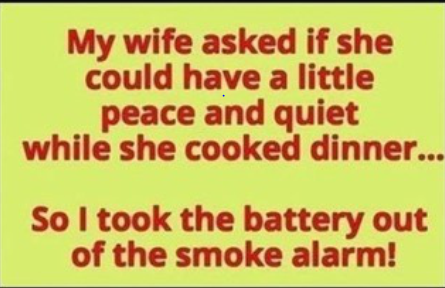 My wife asked if she
could have a little
peace and quiet
while she cooked dinner...
So I took the battery out
of the smoke alarm!